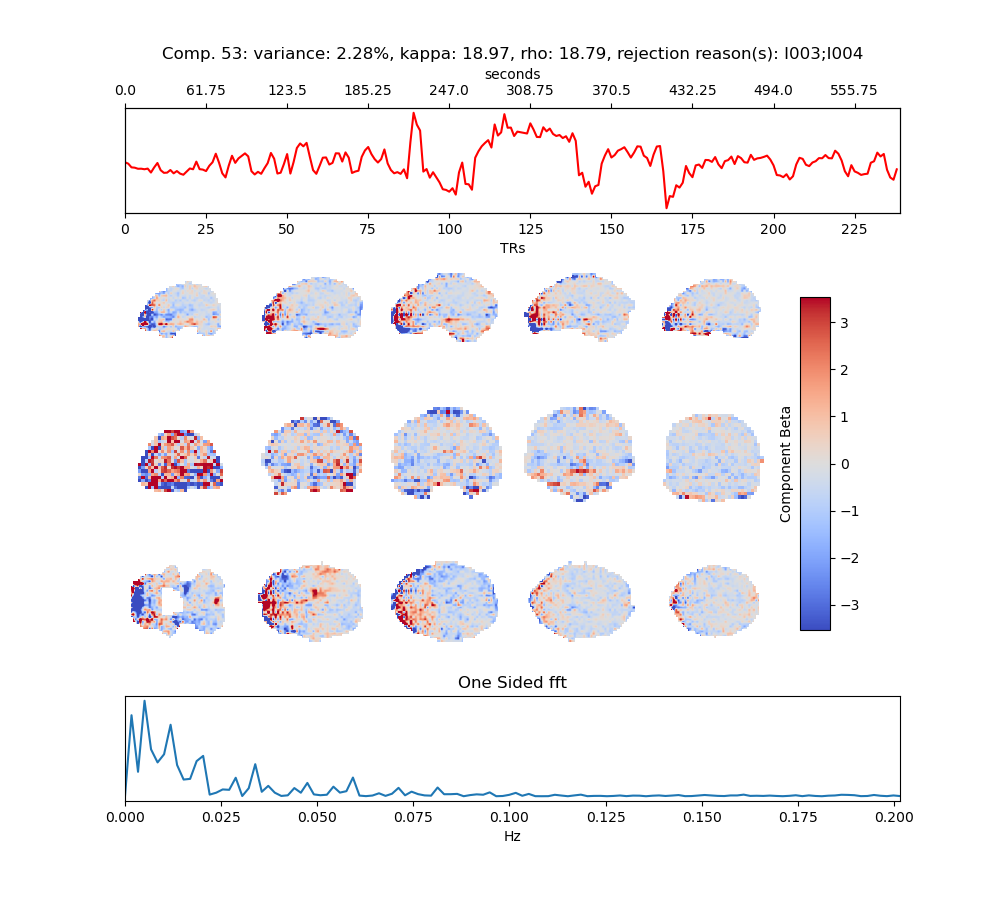 Comp. 53: variance: 2.28%, kappa: 18.97, rho: 18.79, rejection reason(s): I003;I004
seconds
0.0 61.75 123.5 185.25 247.0 308.75 370.5 432.25 494.0 555.75
0 25 50 75 100 125 150 175 200 225
TRs
3
2
1
0
−1
−2
−3
Component Beta
One Sided fft
0.000 0.025 0.050 0.075 0.100 0.125 0.150 0.175 0.200
Hz